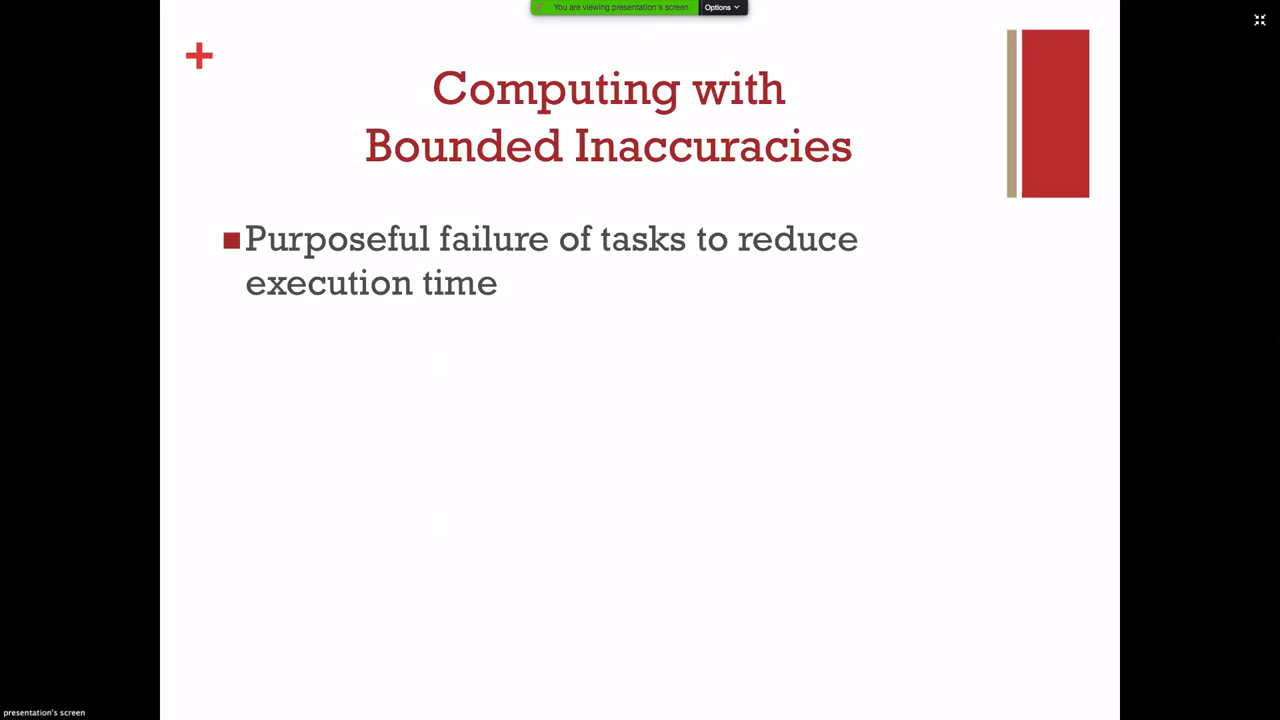 You are viewing presentation's screen
Options
+
Computing with
Bounded Inaccuracies
Purposeful failure of tasks to reduce
execution time
presentation's screen